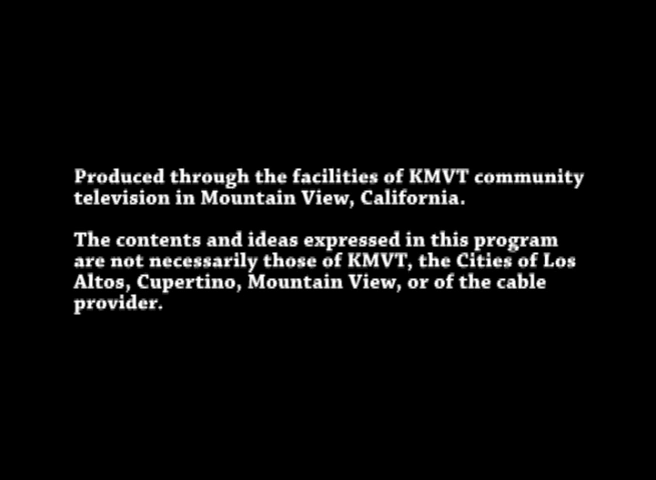 Produced through the facilities of KMVT community
television in Mountain View, California.
The contents and ideas expressed in this program
are not necessarily those of KMVT, the Cities of Los
Altos, Cupertino, Mountain View, or of the cable
provider.